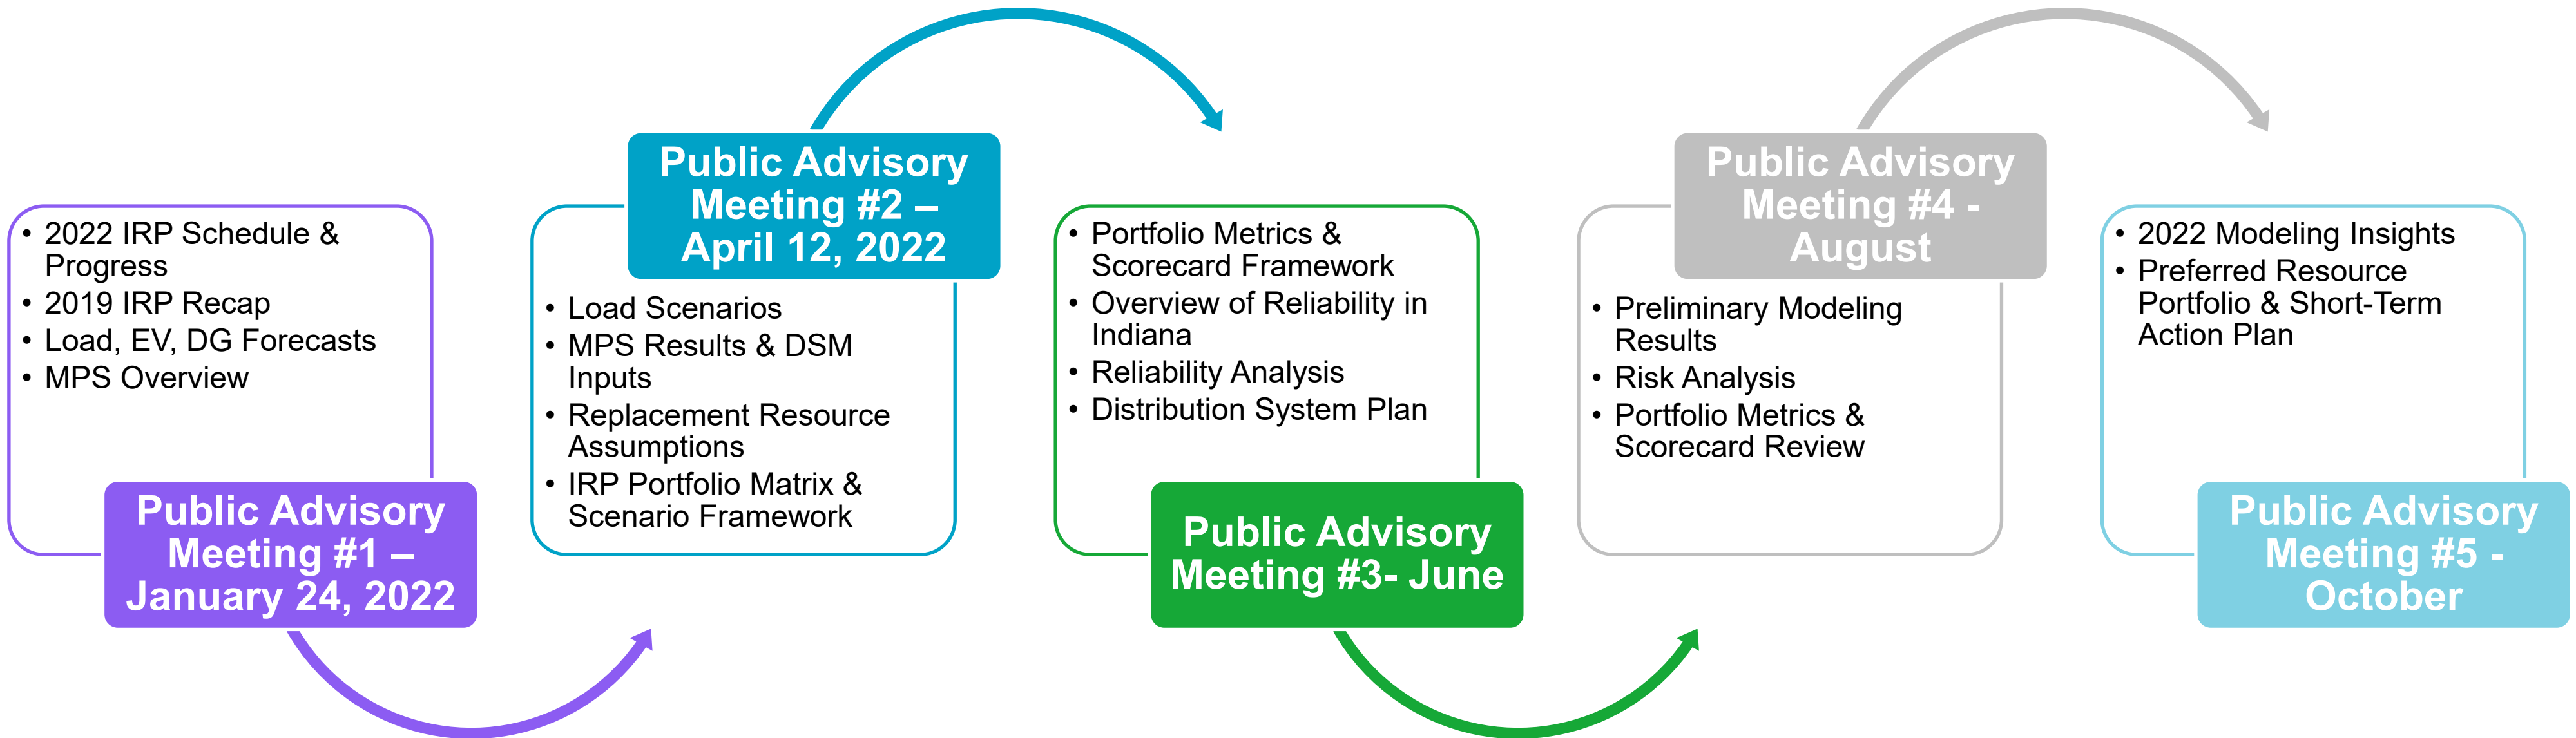 • 2022 IRP Schedule &
Progress
• 2019 IRP Recap
• Load, EV, DG Forecasts
• MPS Overview
Public Advisory
Meeting #1 –
January 24, 2022
Public Advisory
Meeting #2 –
April 12, 2022
• Load Scenarios
• MPS Results & DSM
Inputs
• Replacement Resource
Assumptions
• IRP Portfolio Matrix &
Scenario Framework
• Portfolio Metrics &
Scorecard Framework
• Overview of Reliability in
Indiana
• Reliability Analysis
• Distribution System Plan
Public Advisory
Meeting #3- June
Public Advisory
Meeting #4 -
August
• Preliminary Modeling
Results
• Risk Analysis
• Portfolio Metrics &
Scorecard Review
• 2022 Modeling Insights
• Preferred Resource
Portfolio & Short-Term
Action Plan
Public Advisory
Meeting #5 -
October